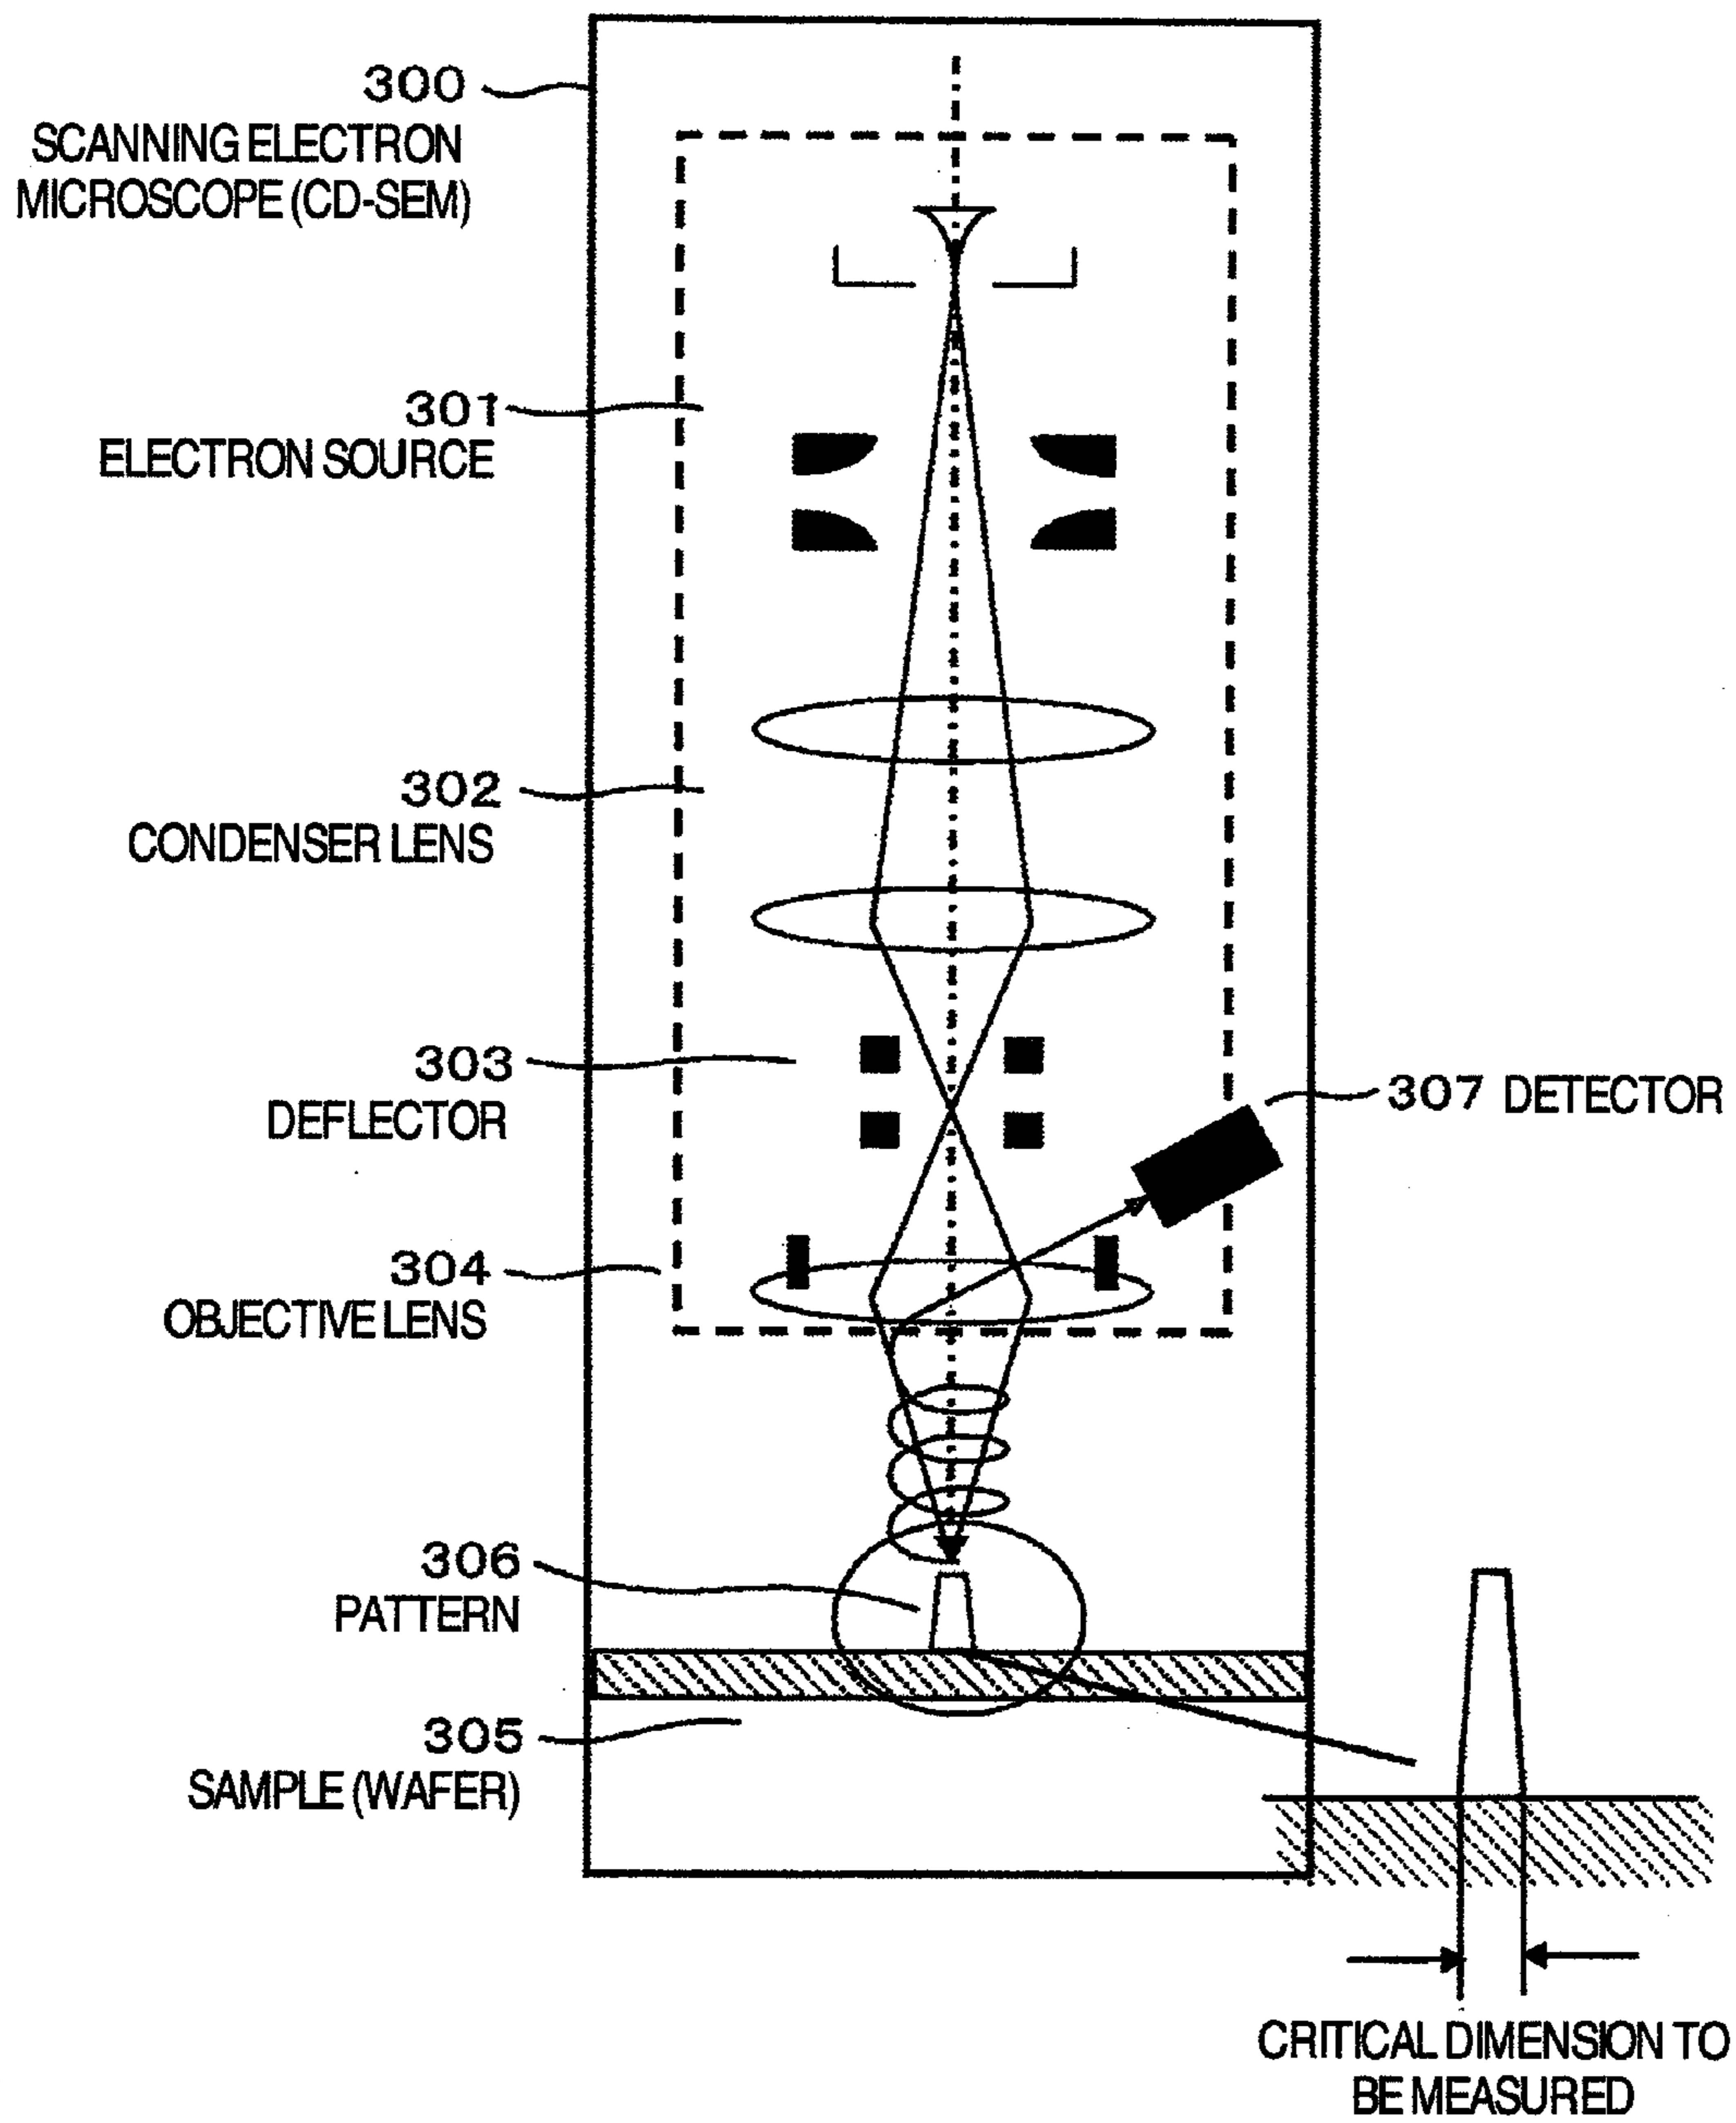 300
SCANNING ELECTRON
MICROSCOPE (CD-SEM)
301
ELECTRON SOURCE
302
CONDENSER LENS
303
DEFLECTOR
307 DETECTOR
304
OBJECTIVE LENS
306
PATTERN
305
SAMPLE (WAFER)
CRITICAL DIMENSION TO
BE MEASURED